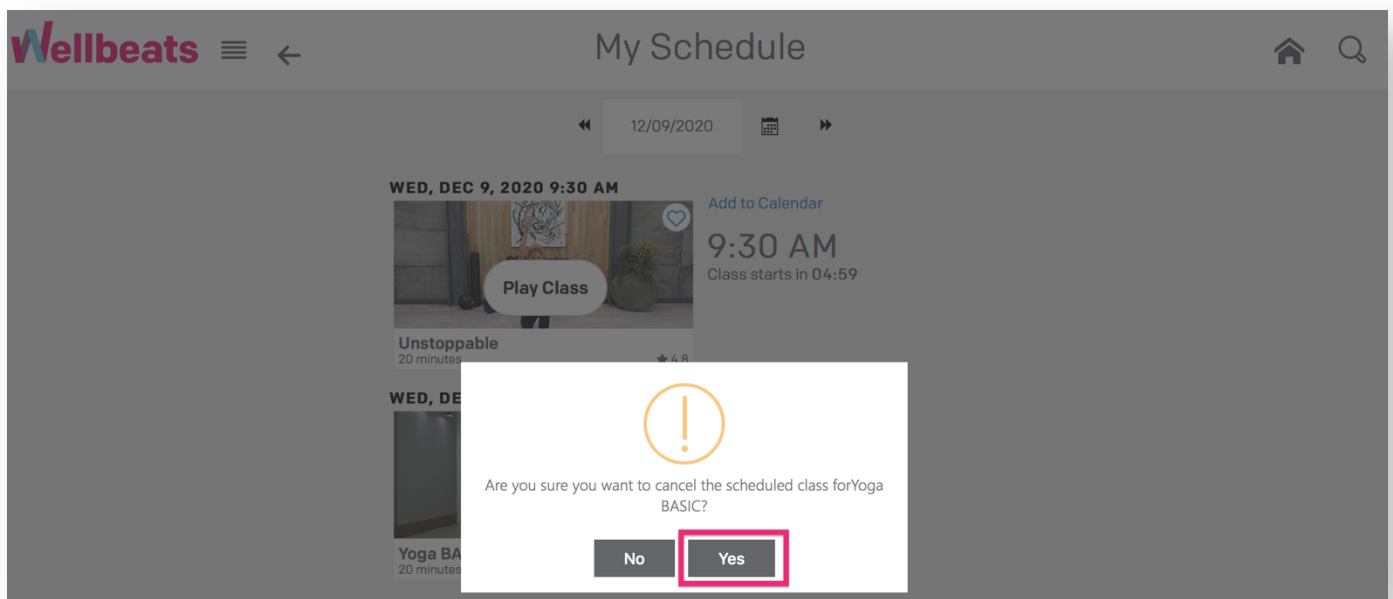 Wellbeats
My Schedule
12/09/2020
WED, DEC 9, 2020 9:30 AM
Add to Calendar
9:30 AM
Class starts in 04:59
Play Class
Unstoppable
20 minutes
4.8
WED, DE
Are you sure you want to cancel the scheduled class forYoga
BASIC?
No Yes
Yoga BA
20 minutes